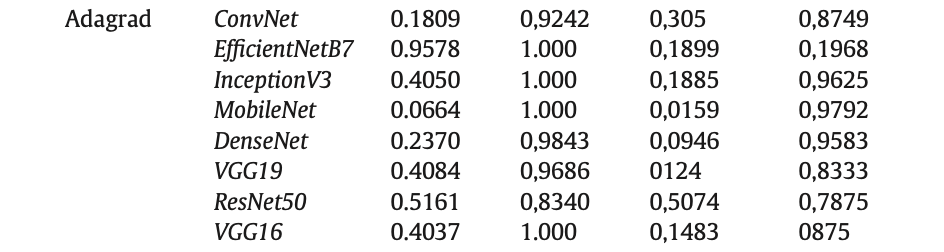 Adagrad ConvNet 0.1809 0,9242 0,305 0,8749
EfficientNetB7 0.9578 1.000 0,1899 0,1968
InceptionV3 0.4050 1.000 0,1885 0,9625
MobileNet 0.0664 1.000 0,0159 0,9792
DenseNet 0.2370 0,9843 0,0946 0,9583
VGG19 0.4084 0,9686 0124 0,8333
ResNet50 0.5161 0,8340 0,5074 0,7875
VGG16 0.4037 1.000 0,1483 0875